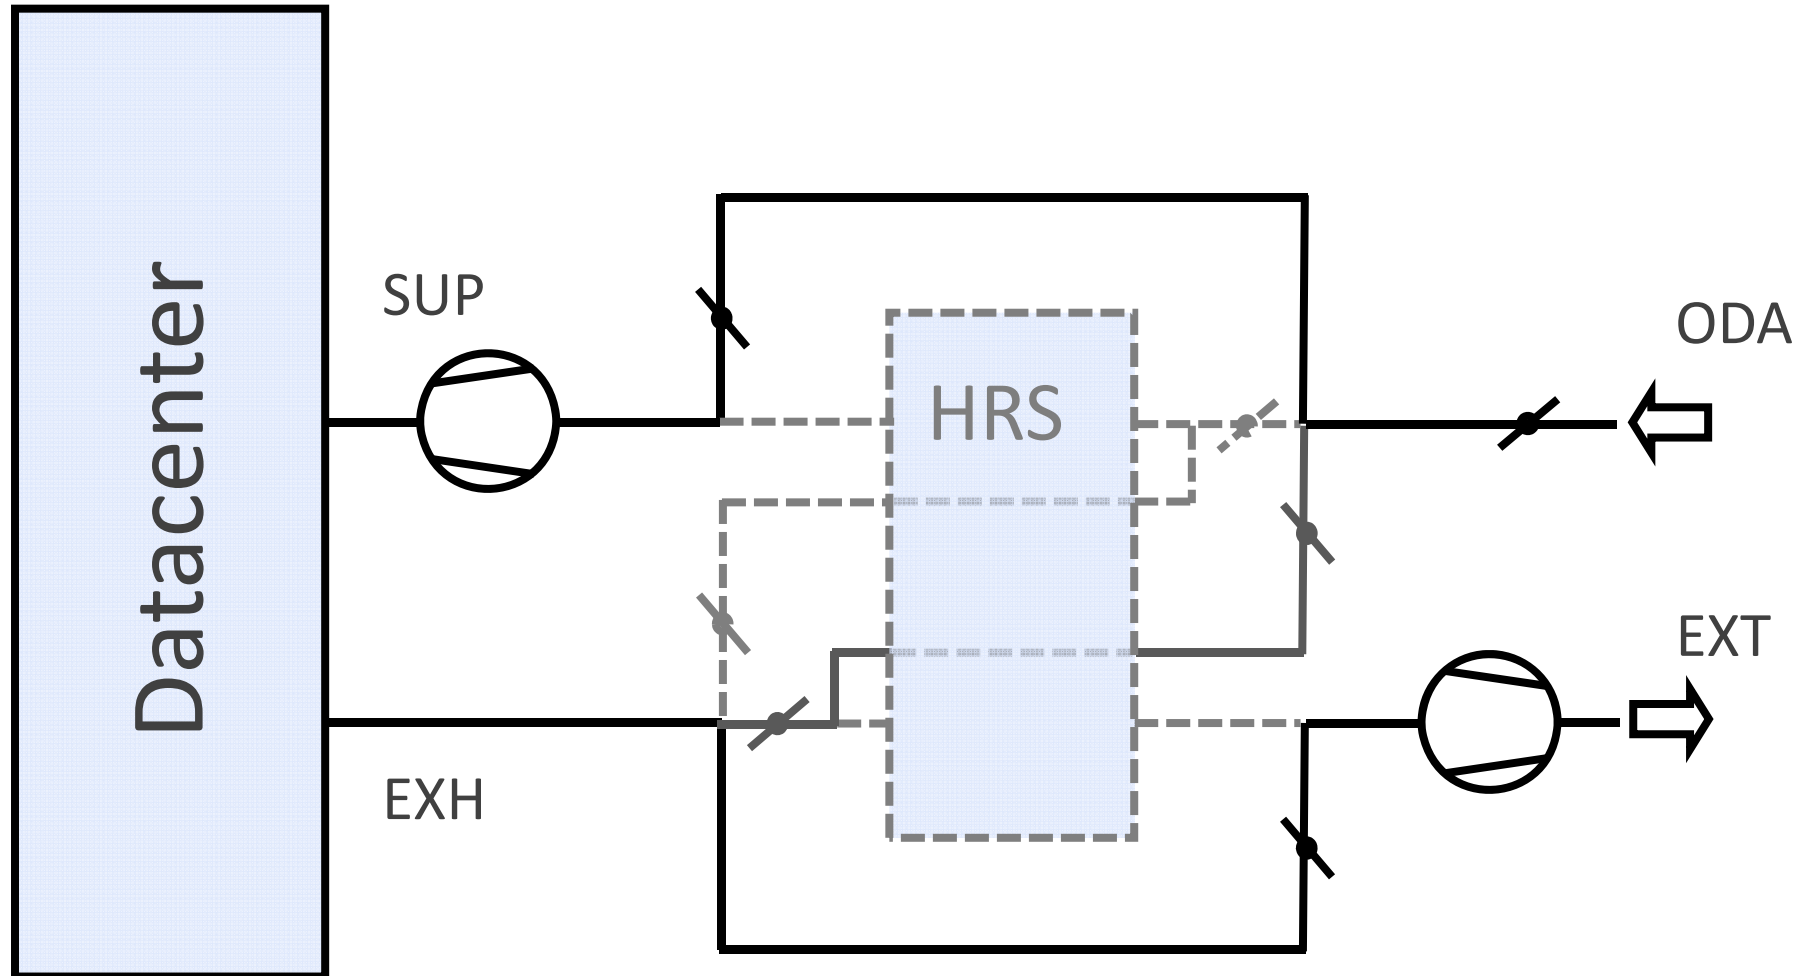 Datacenter
SUP
HRS
ODA
EXT
EXH